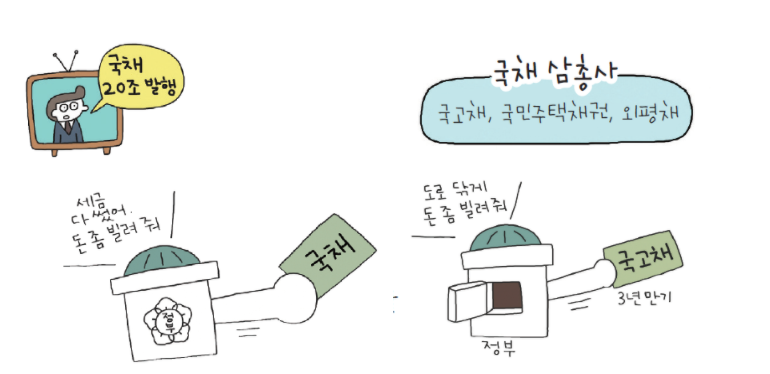 국채
20조 발행
국채 삼총사
국고채, 국민주택채권, 외평채
세금
다 썼어.
돈 좀 빌려 줘
국채
정부
도로 닦게
돈 좀 빌려줘
국고채
3년 만기
정부